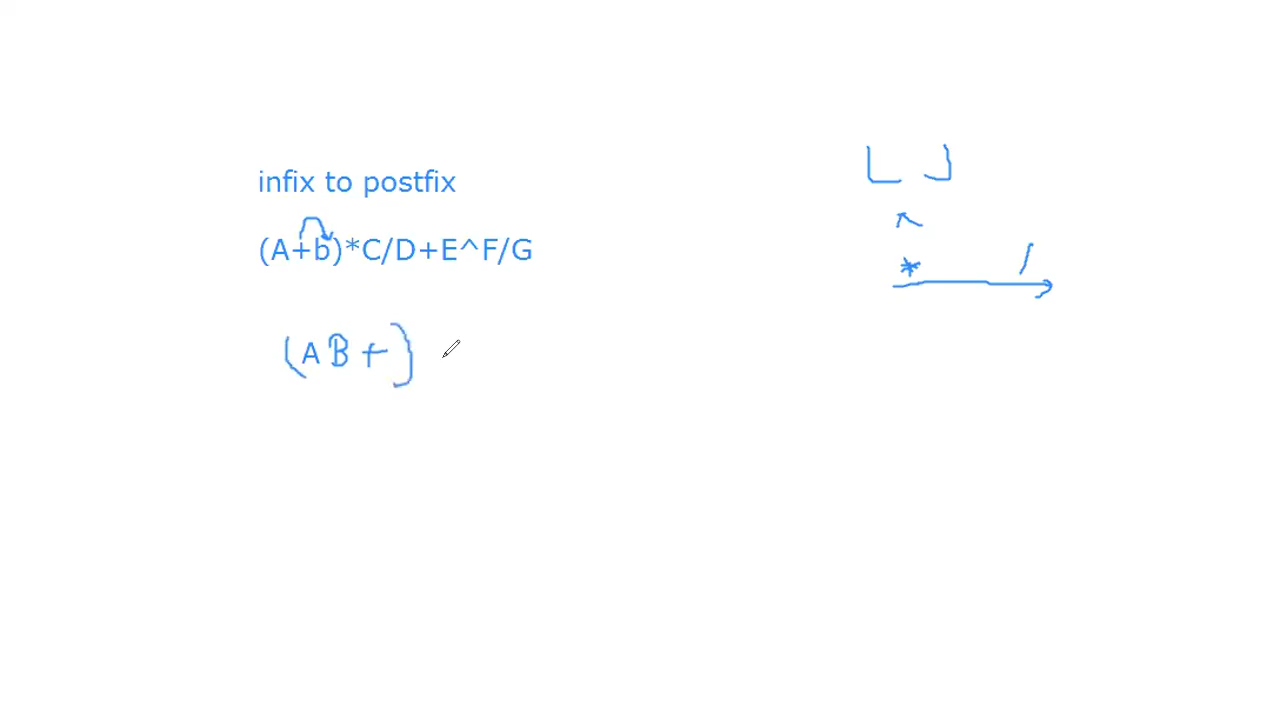 infix to postfix
(A+b)*C/D+E^F/G
* /
(AB+)